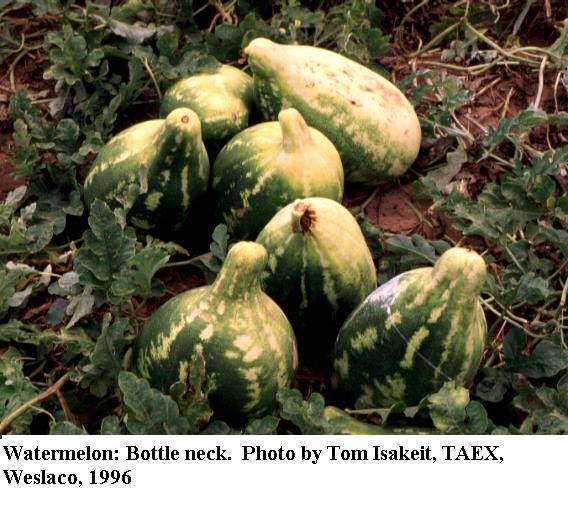 Watermelon: Bottle neck.  Photo by Tom Isakeit, TAEX,
Weslaco, 1996